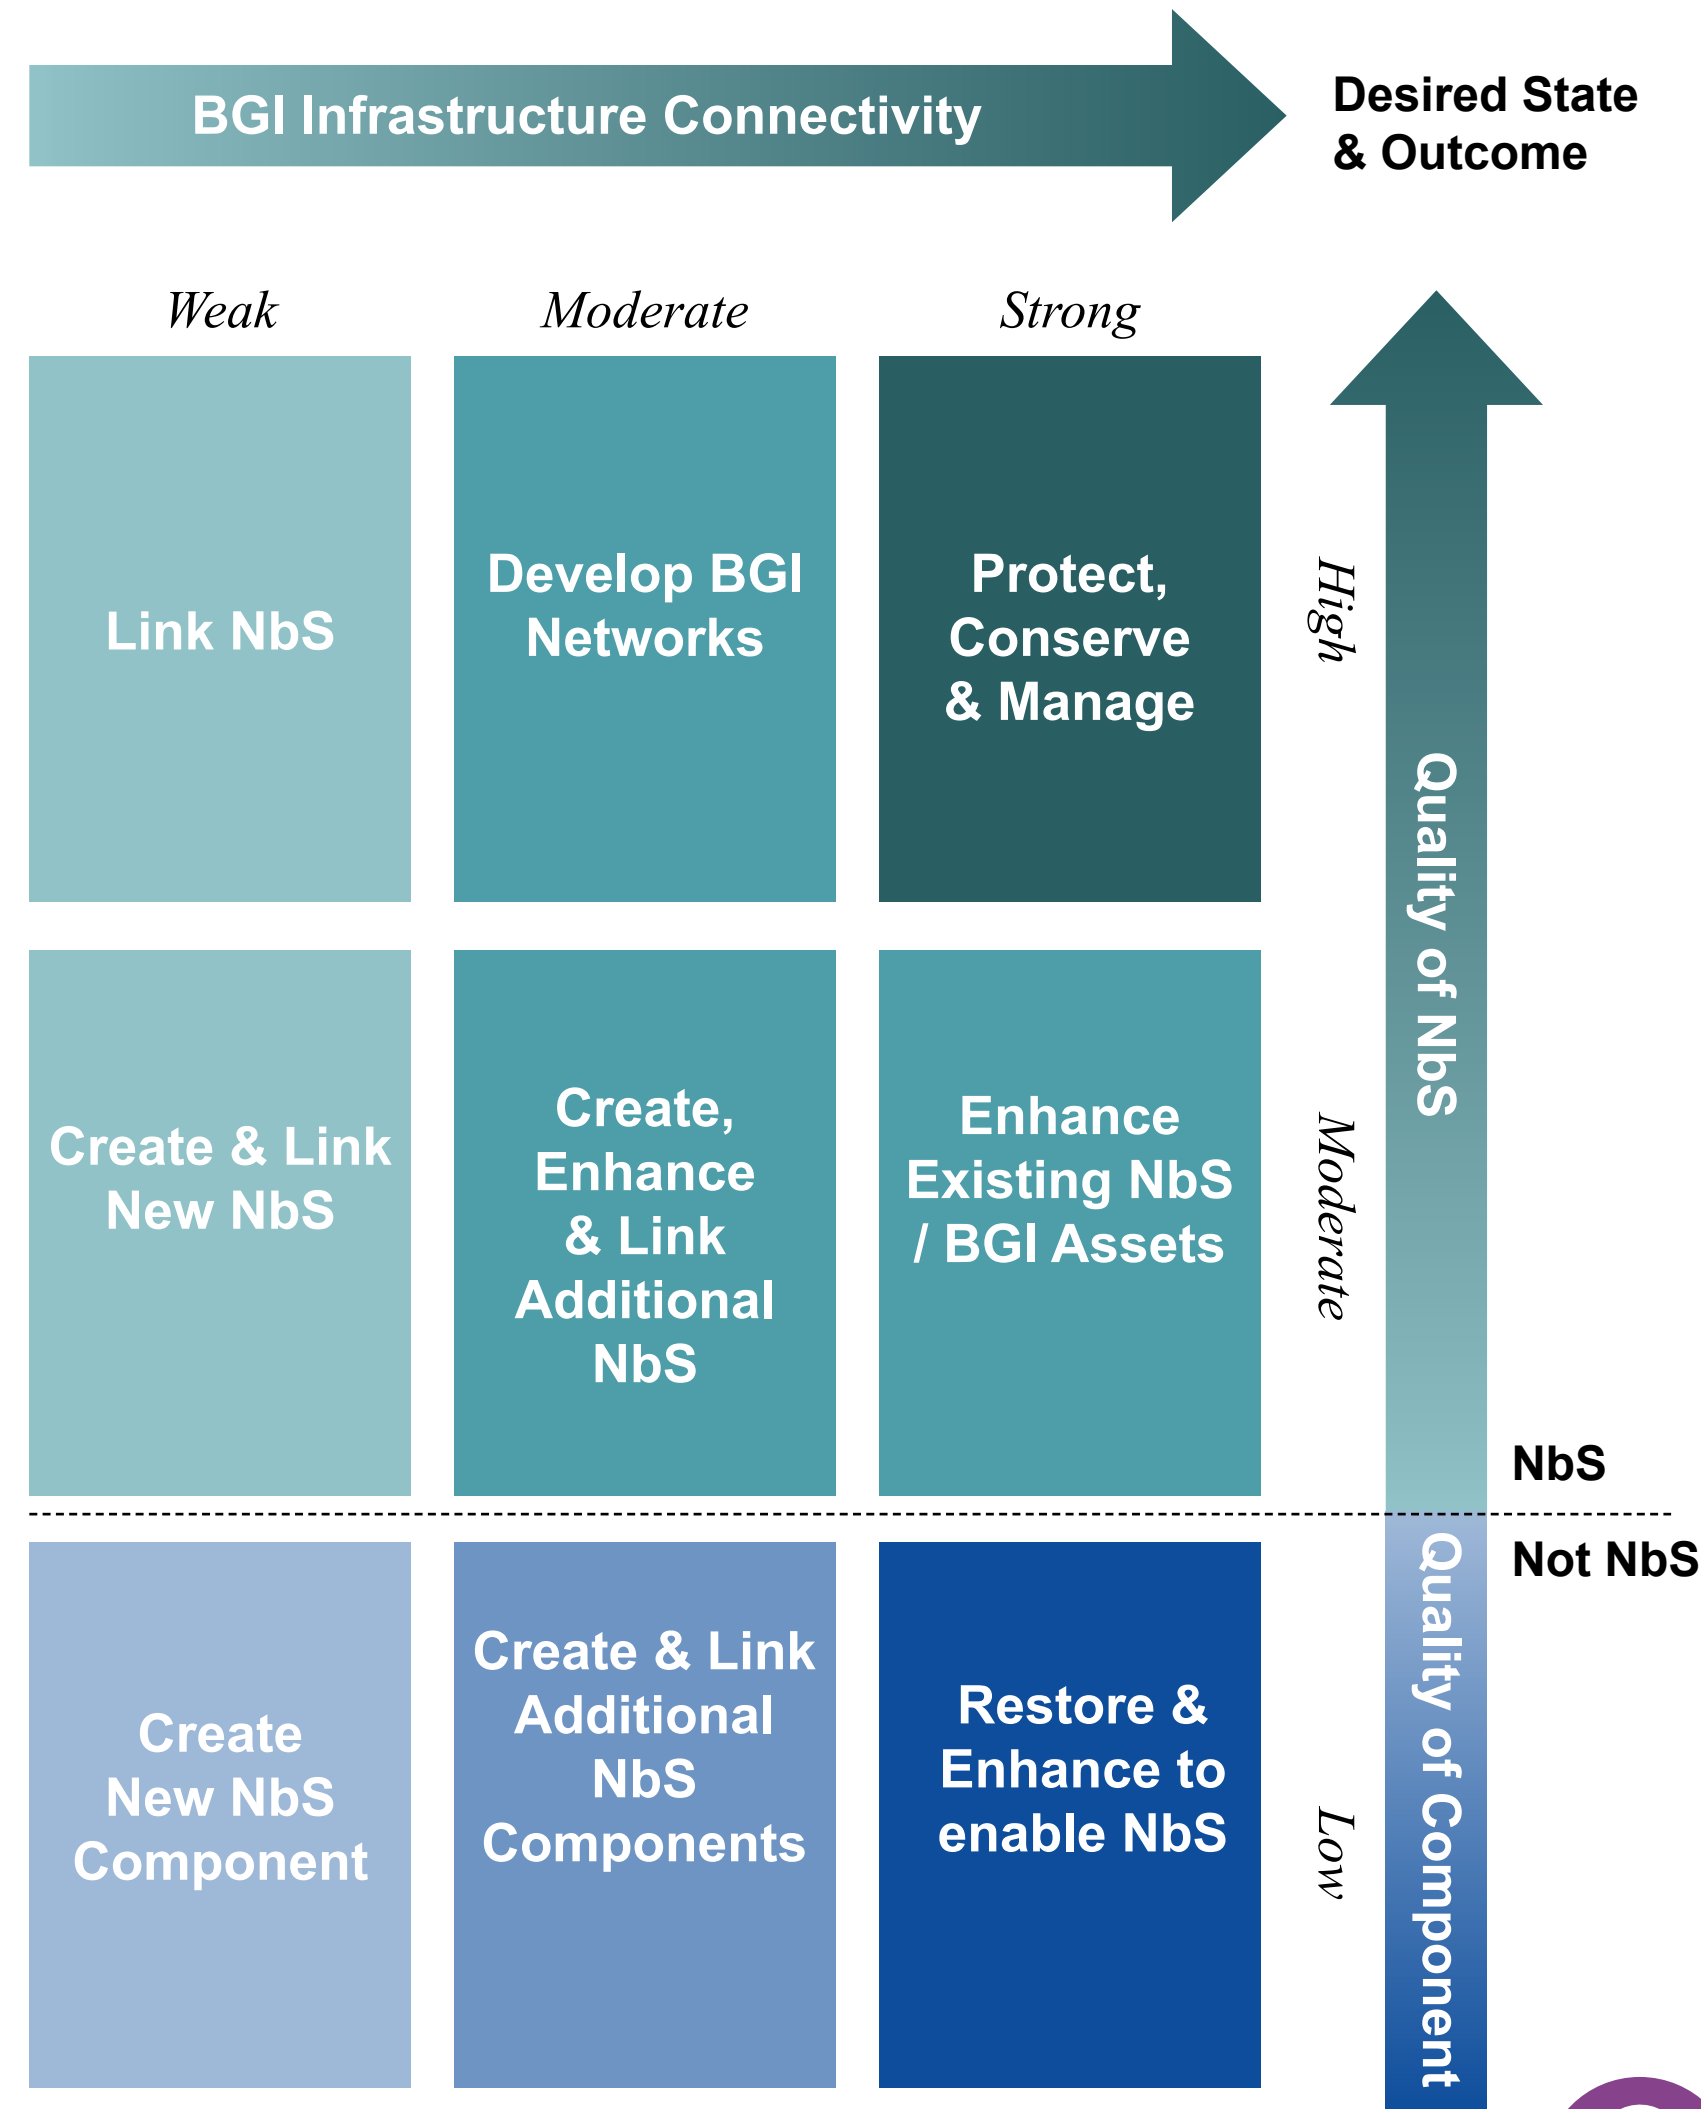 BGI Infrastructure Connectivity
Desired State
& Outcome
Weak
Moderate
Strong
Link NbS
Develop BGI
Networks
Protect,
Conserve
& Manage
High
Quality of NbS
Create & Link
New NbS
Create,
Enhance
& Link
Additional
NbS
Enhance
Existing NbS
/ BGI Assets
Moderate
NbS
Not NbS
Create
New NbS
Component
Create & Link
Additional
NbS
Components
Restore &
Enhance to
enable NbS
Low
Quality of Component